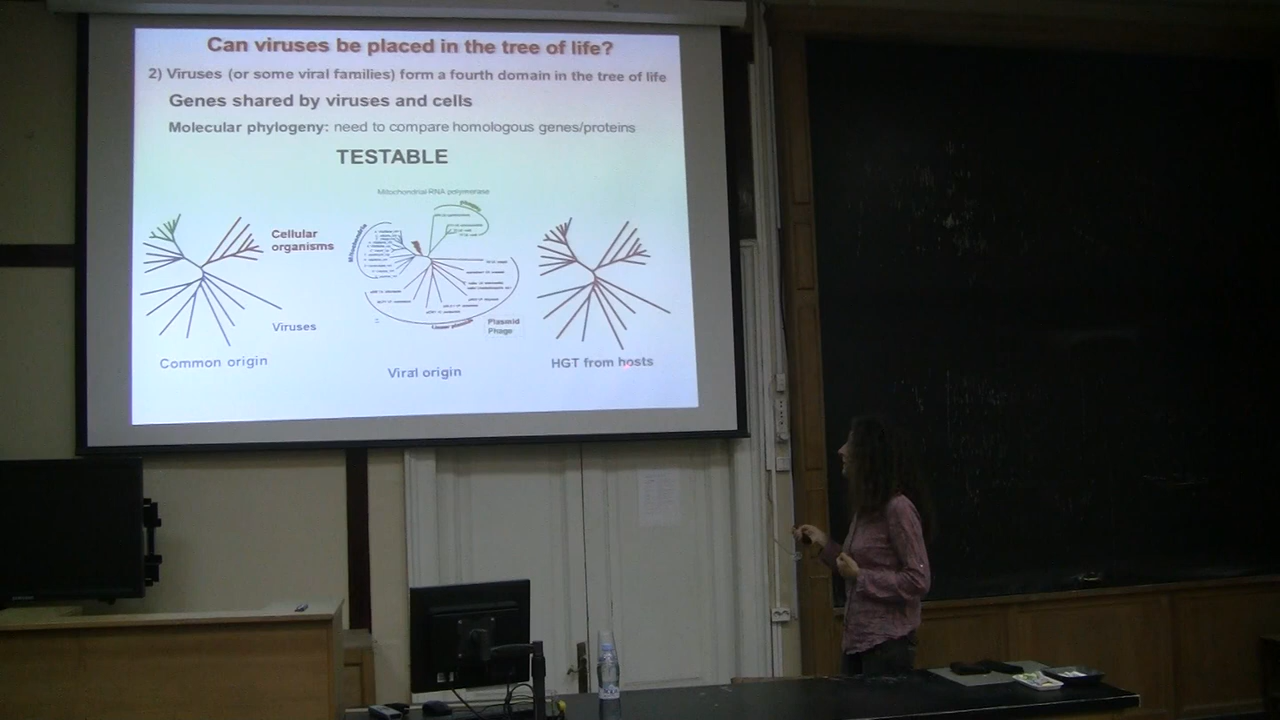 Can viruses be placed in the tree of life?
2) Viruses (or some viral families) form a fourth domain in the tree of life
Genes shared by viruses and cells
Molecular phylogeny: need to compare homologous genes/proteins
TESTABLE
Mitochondrial RNA polymerase
Cellular
organisms
Mitochondria
Viruses
Plasmid
Phage
Common origin
Viral origin
HGT from hosts
SAMSUNG